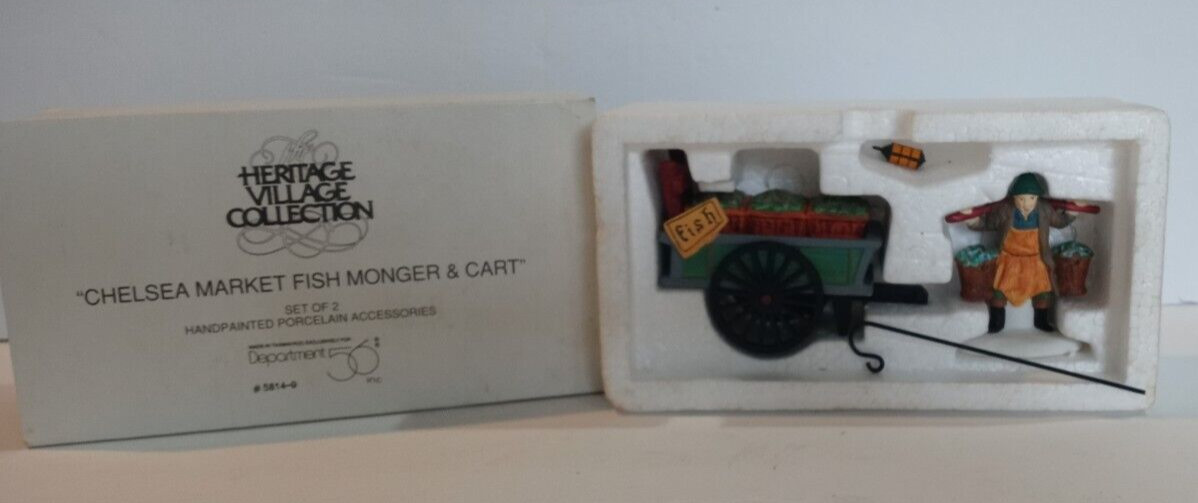 The
HERITAGE
VILLAGE
COLLECTION
"CHELSEA MARKET FISH MONGER & CART"
SET OF 2
HANDPAINTED PORCELAIN ACCESSORIES
Department 56
INC
# 5814-9
fish